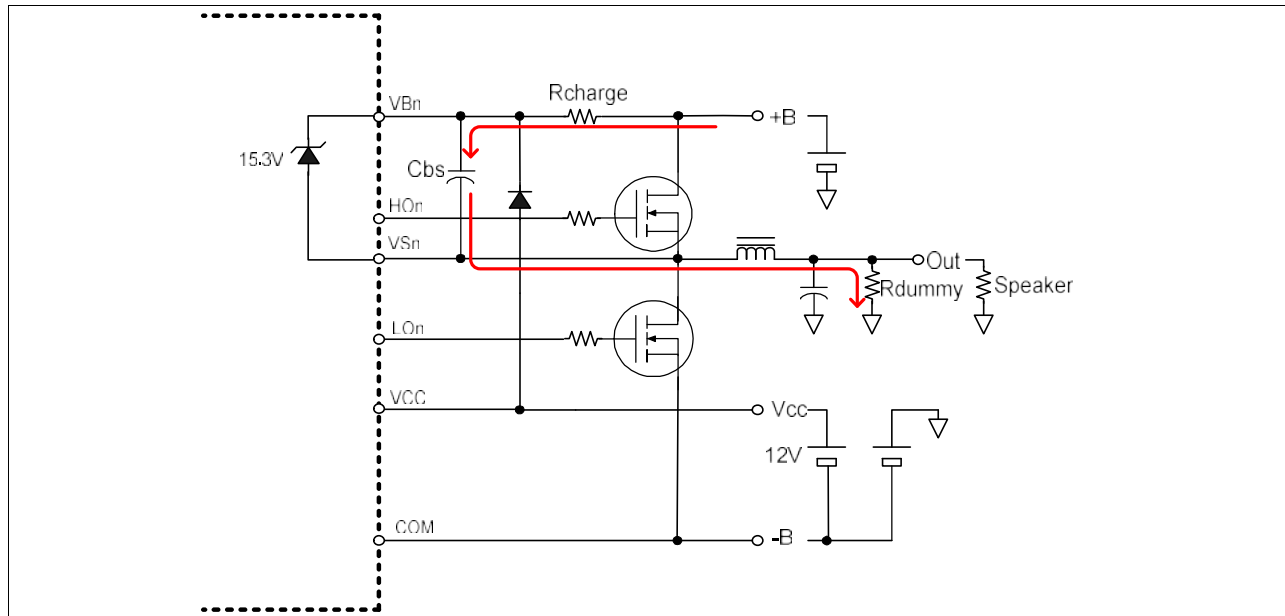 VBn
Rcharge
+B
15.3V
Cbs
HOn
VSn
Out
Rdummy
Speaker
LOn
VCC
Vcc
12V
COM
-B